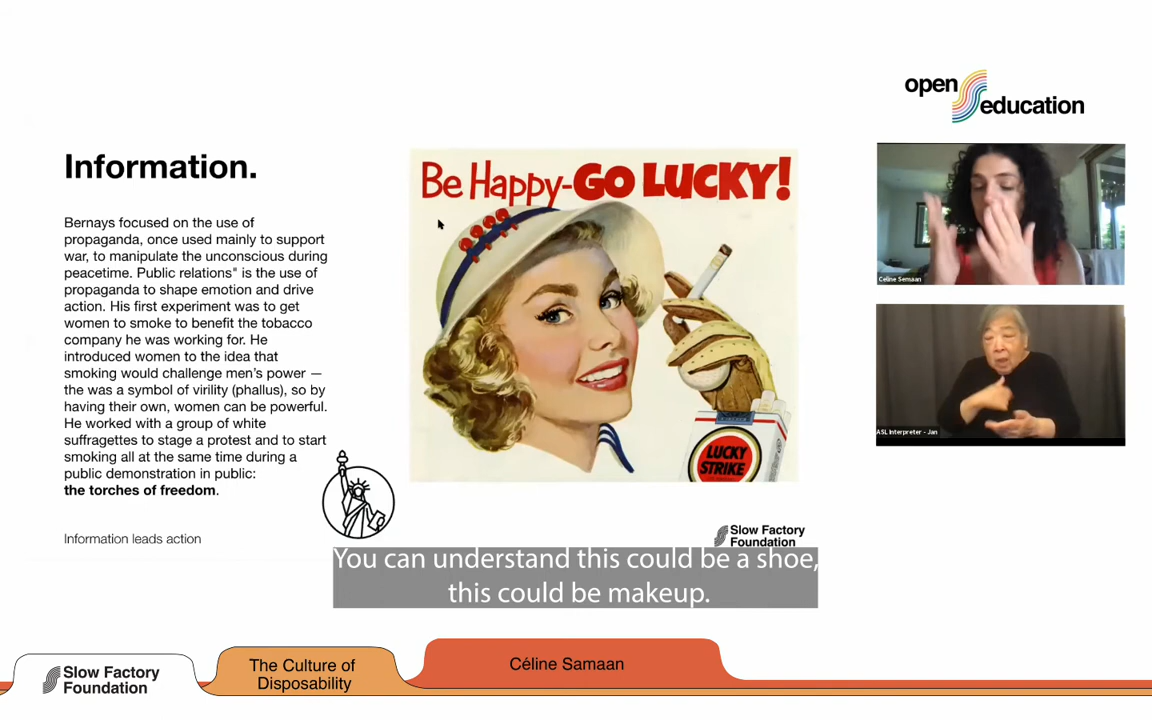 open
education
Information.
Bernays focused on the use of
propaganda, once used mainly to support
war, to manipulate the unconscious during
peacetime. Public relations" is the use of
propaganda to shape emotion and drive
action. His first experiment was to get
women to smoke to benefit the tobacco
company he was working for. He
introduced women to the idea that
smoking would challenge men's power —
the was a symbol of virility (phallus), so by
having their own, women can be powerful.
He worked with a group of white
suffragettes to stage a protest and to start
smoking all at the same time during a
public demonstration in public:
the torches of freedom.
Information leads action
Be Happy-GO LUCKY!
LUCKY
STRIKE
Céline Semaan
ASL Interpreter - Jan
Slow Factory
Foundation
You can understand this could be a shoe,
this could be makeup.
Slow Factory
Foundation
The Culture of
Disposability
Céline Samaan